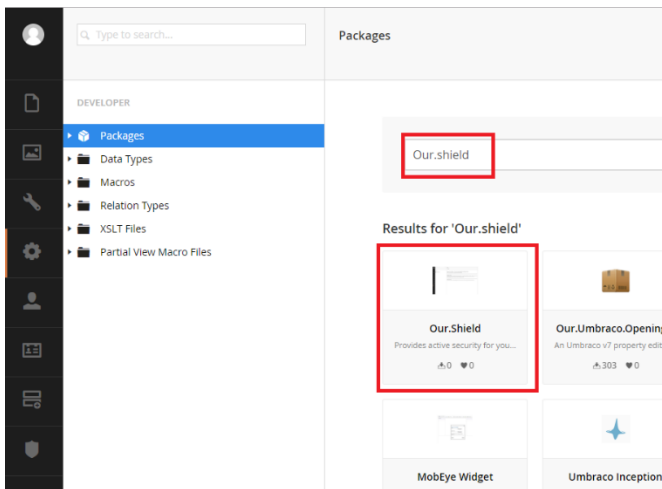 Type to search...
Packages
DEVELOPER
Packages
Data Types
Macros
Relation Types
XSLT Files
Partial View Macro Files
Our.shield
Results for 'Our.shield'
Our.Shield
Provides active security for you...
0 0
Our.Umbraco.Opening
An Umbraco v7 property edit
303 0
MobEye Widget
Umbraco Inception